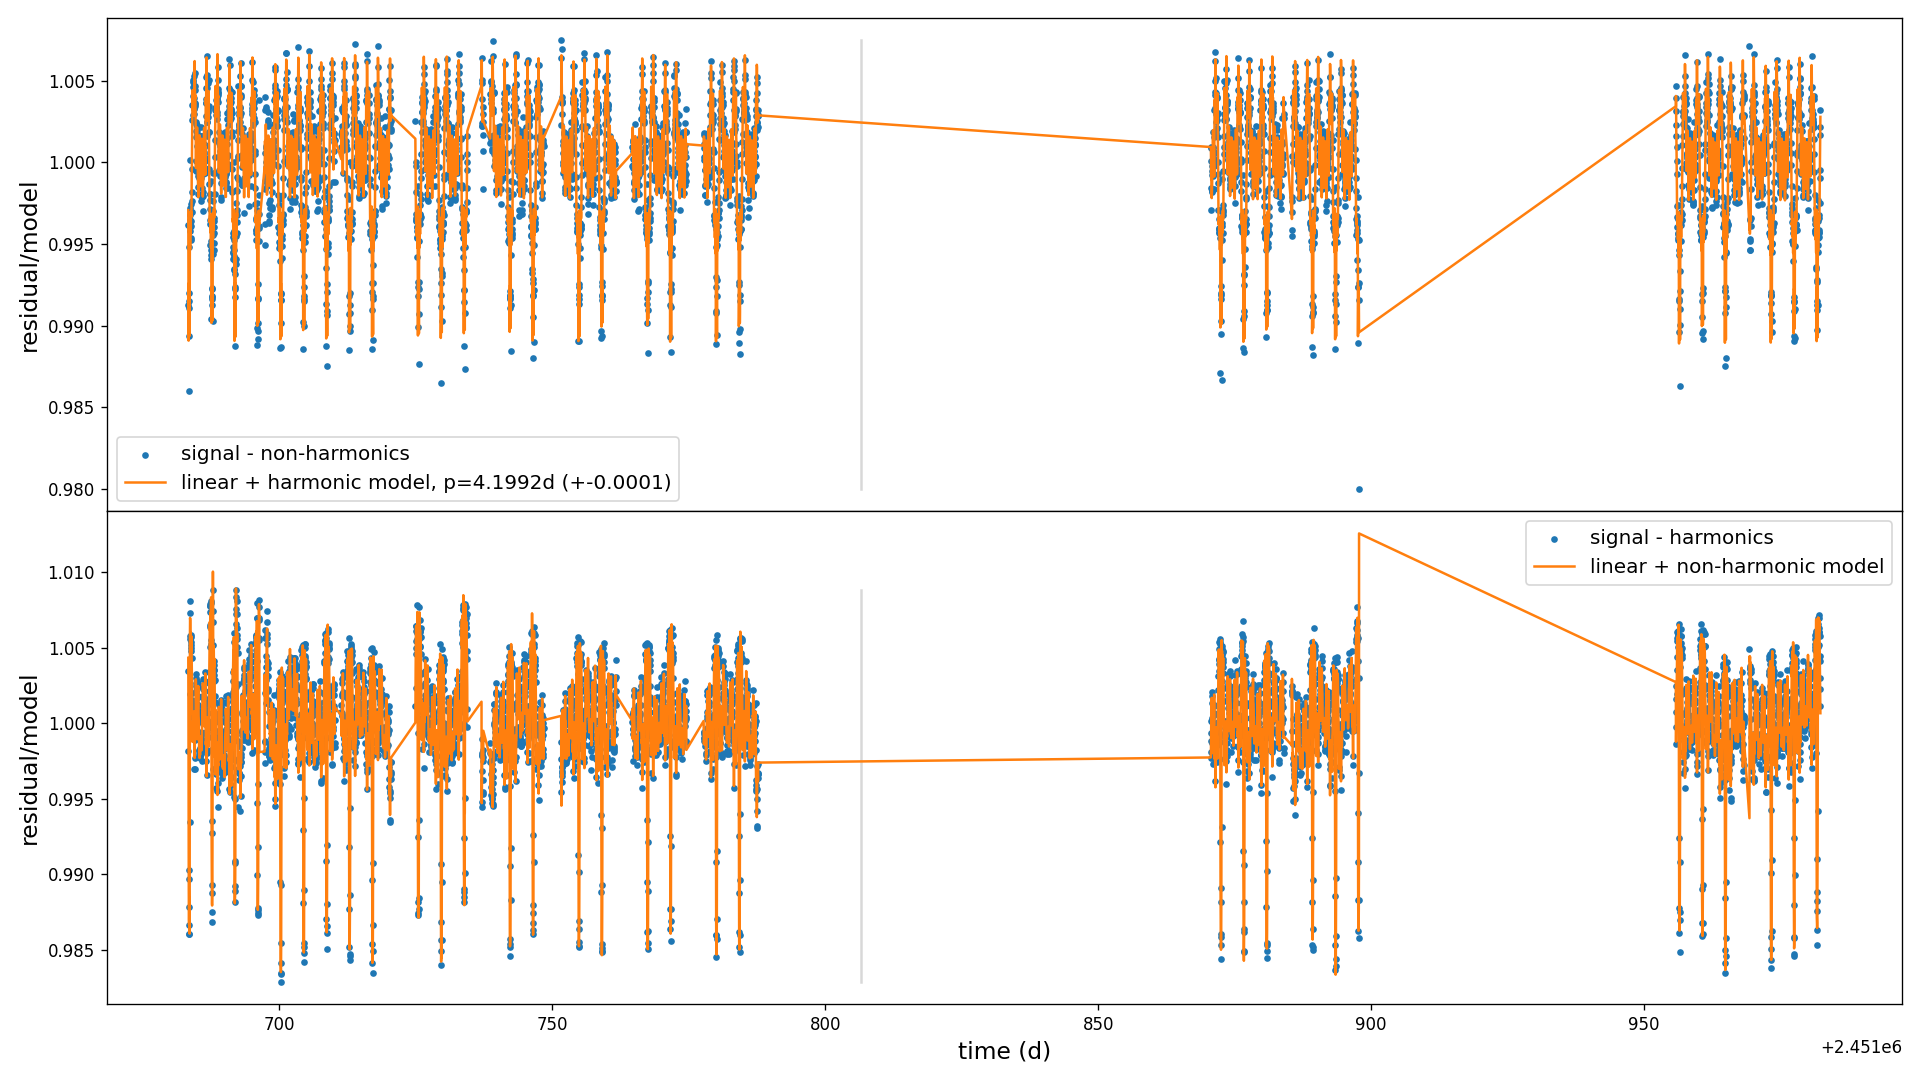 1.005
1.000
0.995
0.990
0.985
0.980
residual/model
signal - non-harmonics
linear + harmonic model, p=4.1992d (+-0.0001)
signal - harmonics
linear + non-harmonic model
1.010
1.005
1.000
0.995
0.990
0.985
residual/model
700 750 800 850 900 950
time (d)
+2.451e6